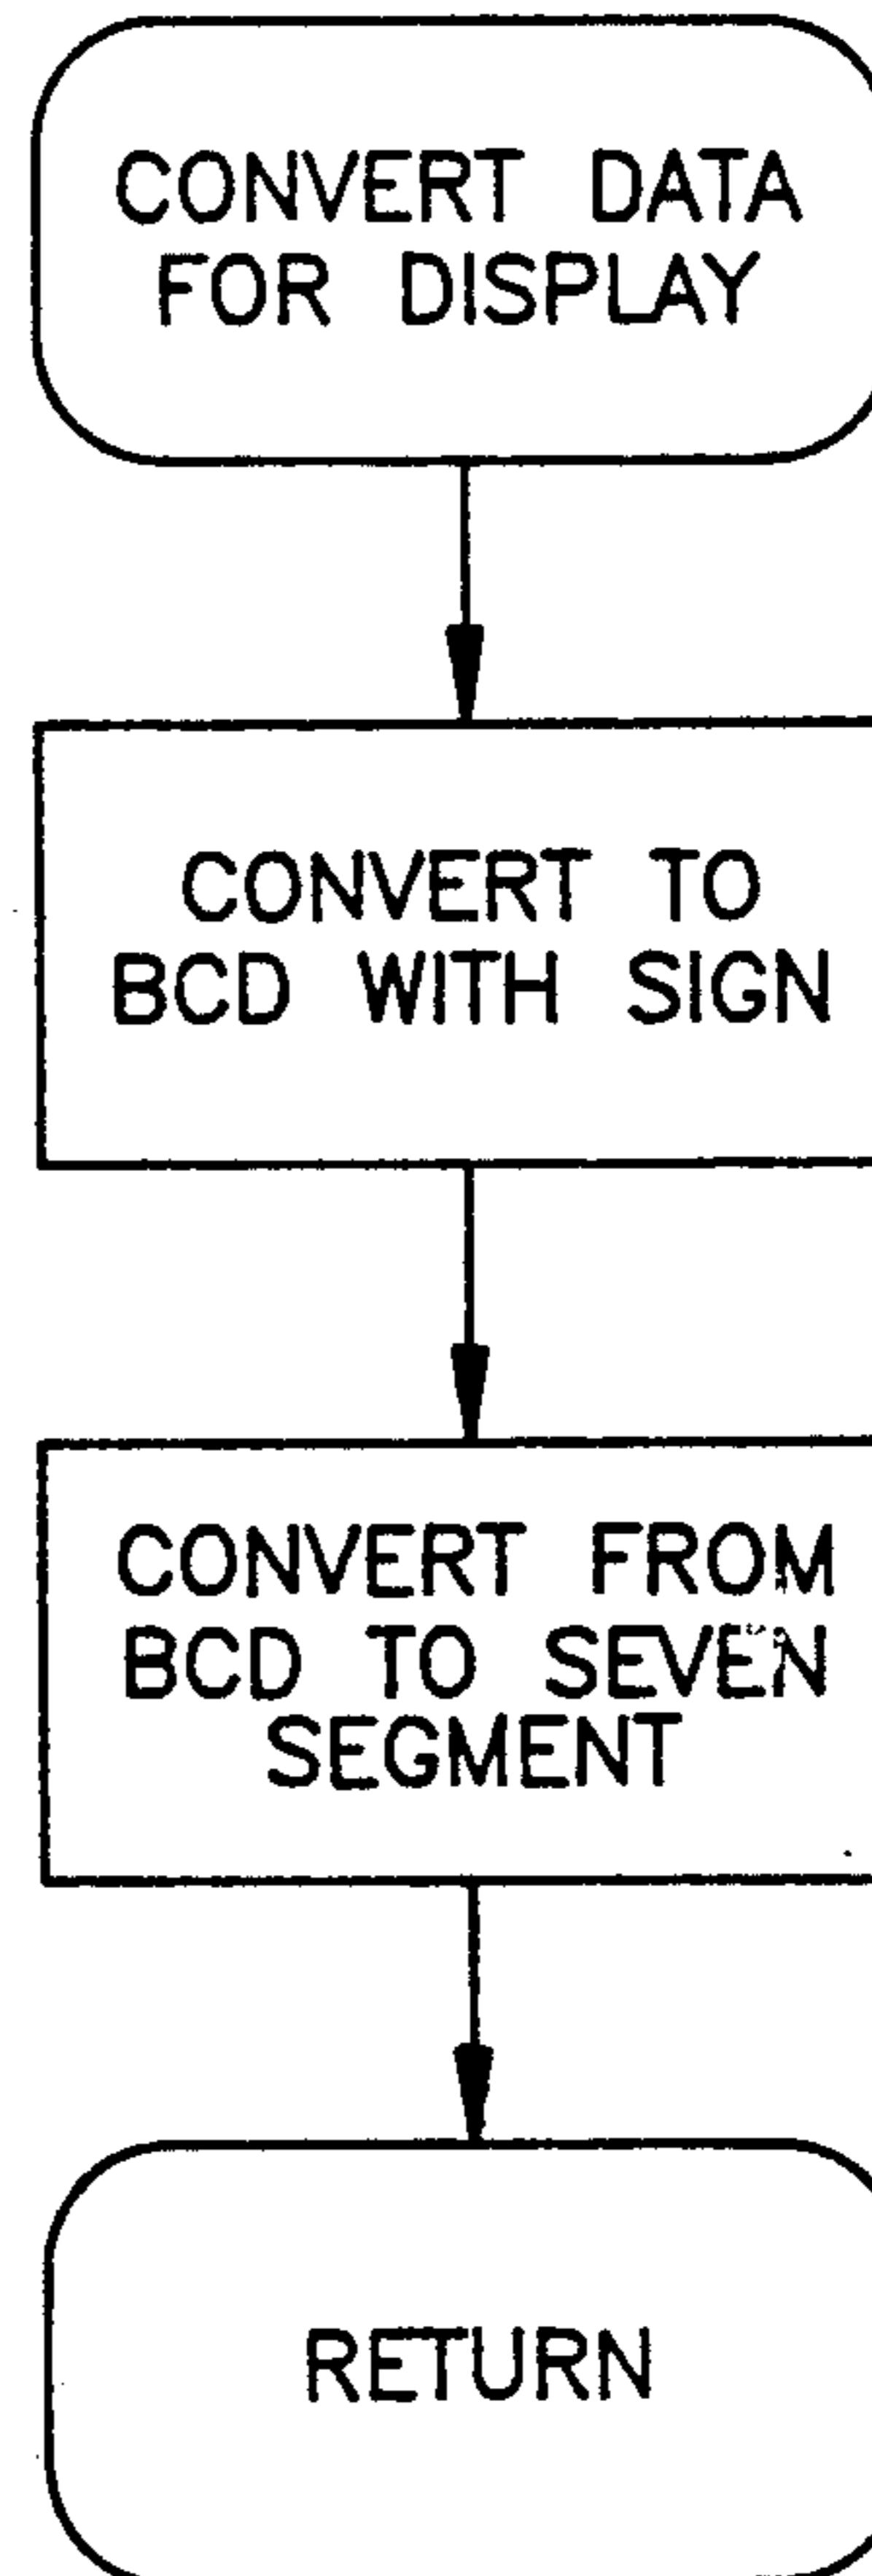 CONVERT DATA
FOR DISPLAY
CONVERT TO
BCD WITH SIGN
CONVERT FROM
BCD TO SEVEN
SEGMENT
RETURN